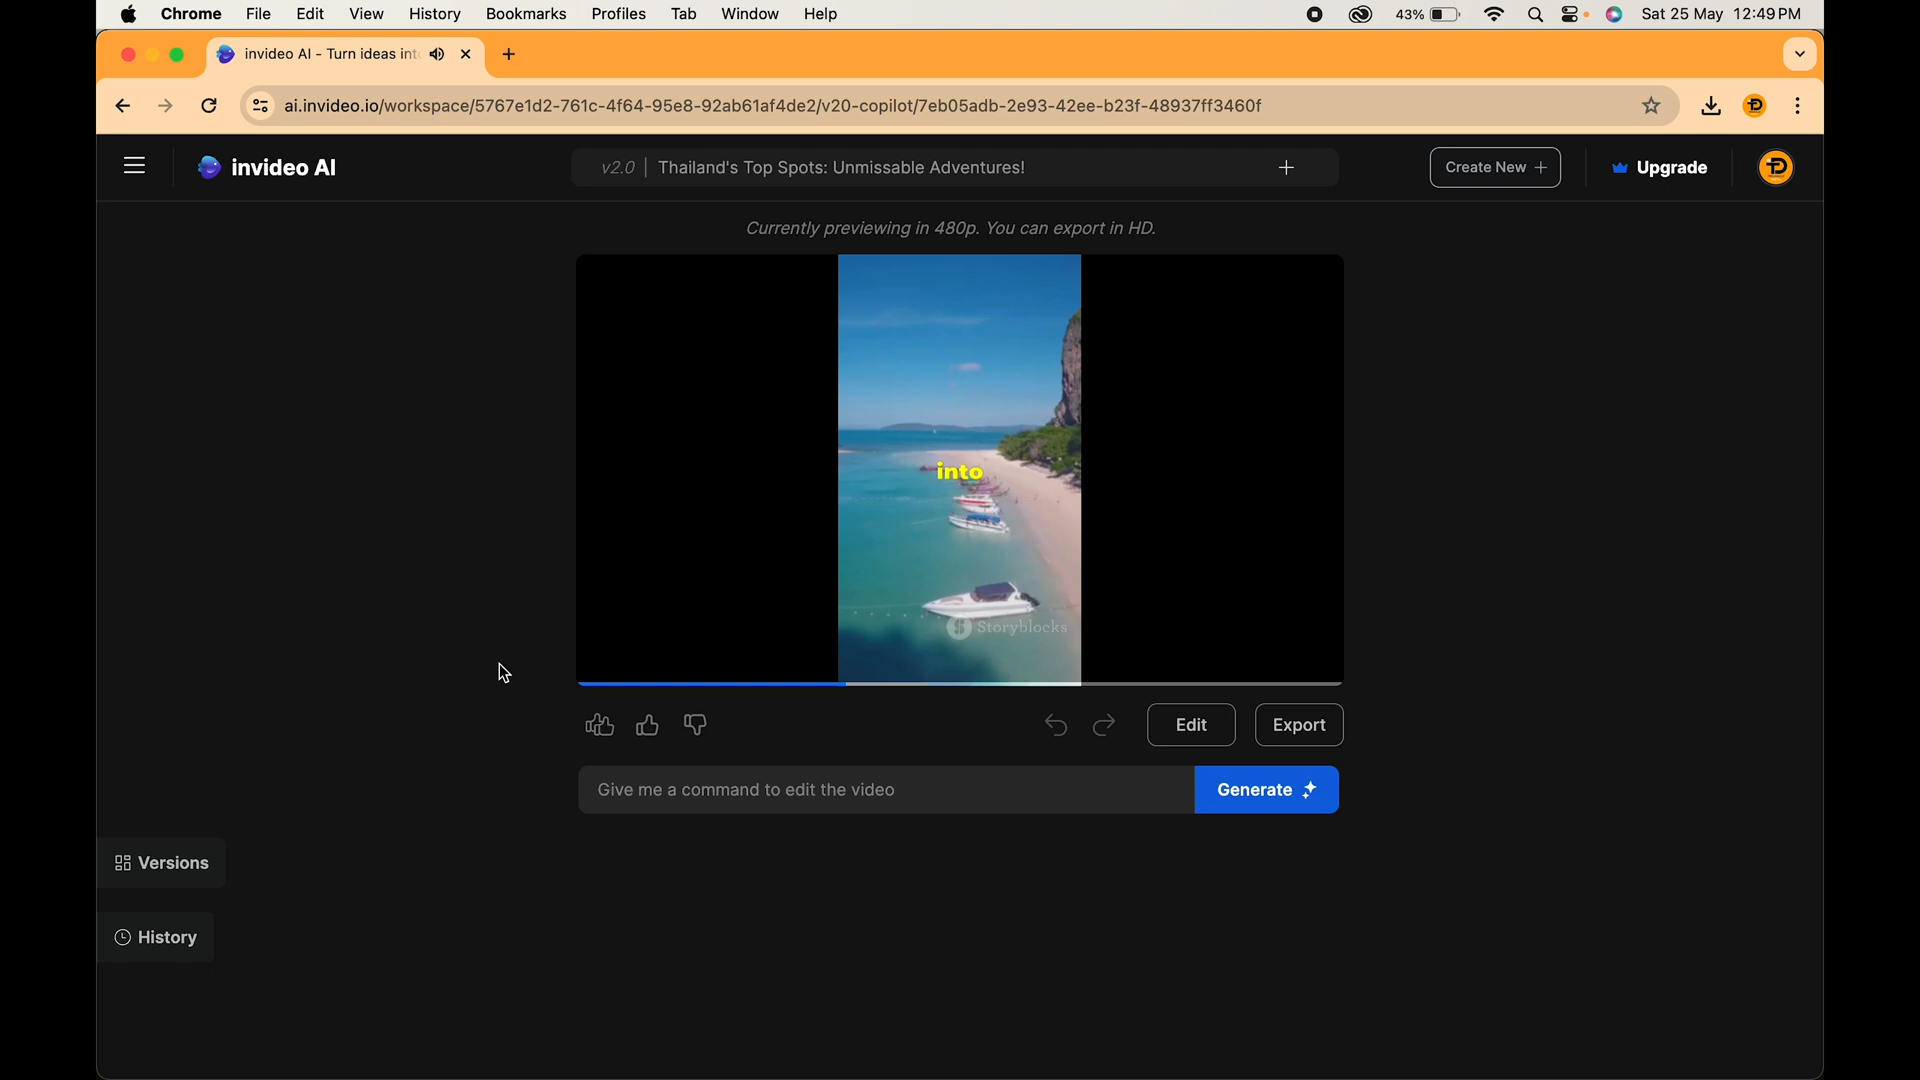 Chrome File Edit View History Bookmarks Profiles Tab Window Help 43% Sat 25 May 12:49 PM
invideo AI - Turn ideas int
ai.invideo.io/workspace/5767e1d2-761c-4f64-95e8-92ab61af4de2/v20-copilot/7eb05adb-2e93-42ee-b23f-48937ff3460f
invideo AI v2.0 | Thailand's Top Spots: Unmissable Adventures! Create New Upgrade
Currently previewing in 480p. You can export in HD.
into
Storyblocks
Edit Export
Give me a command to edit the video Generate
Versions
History